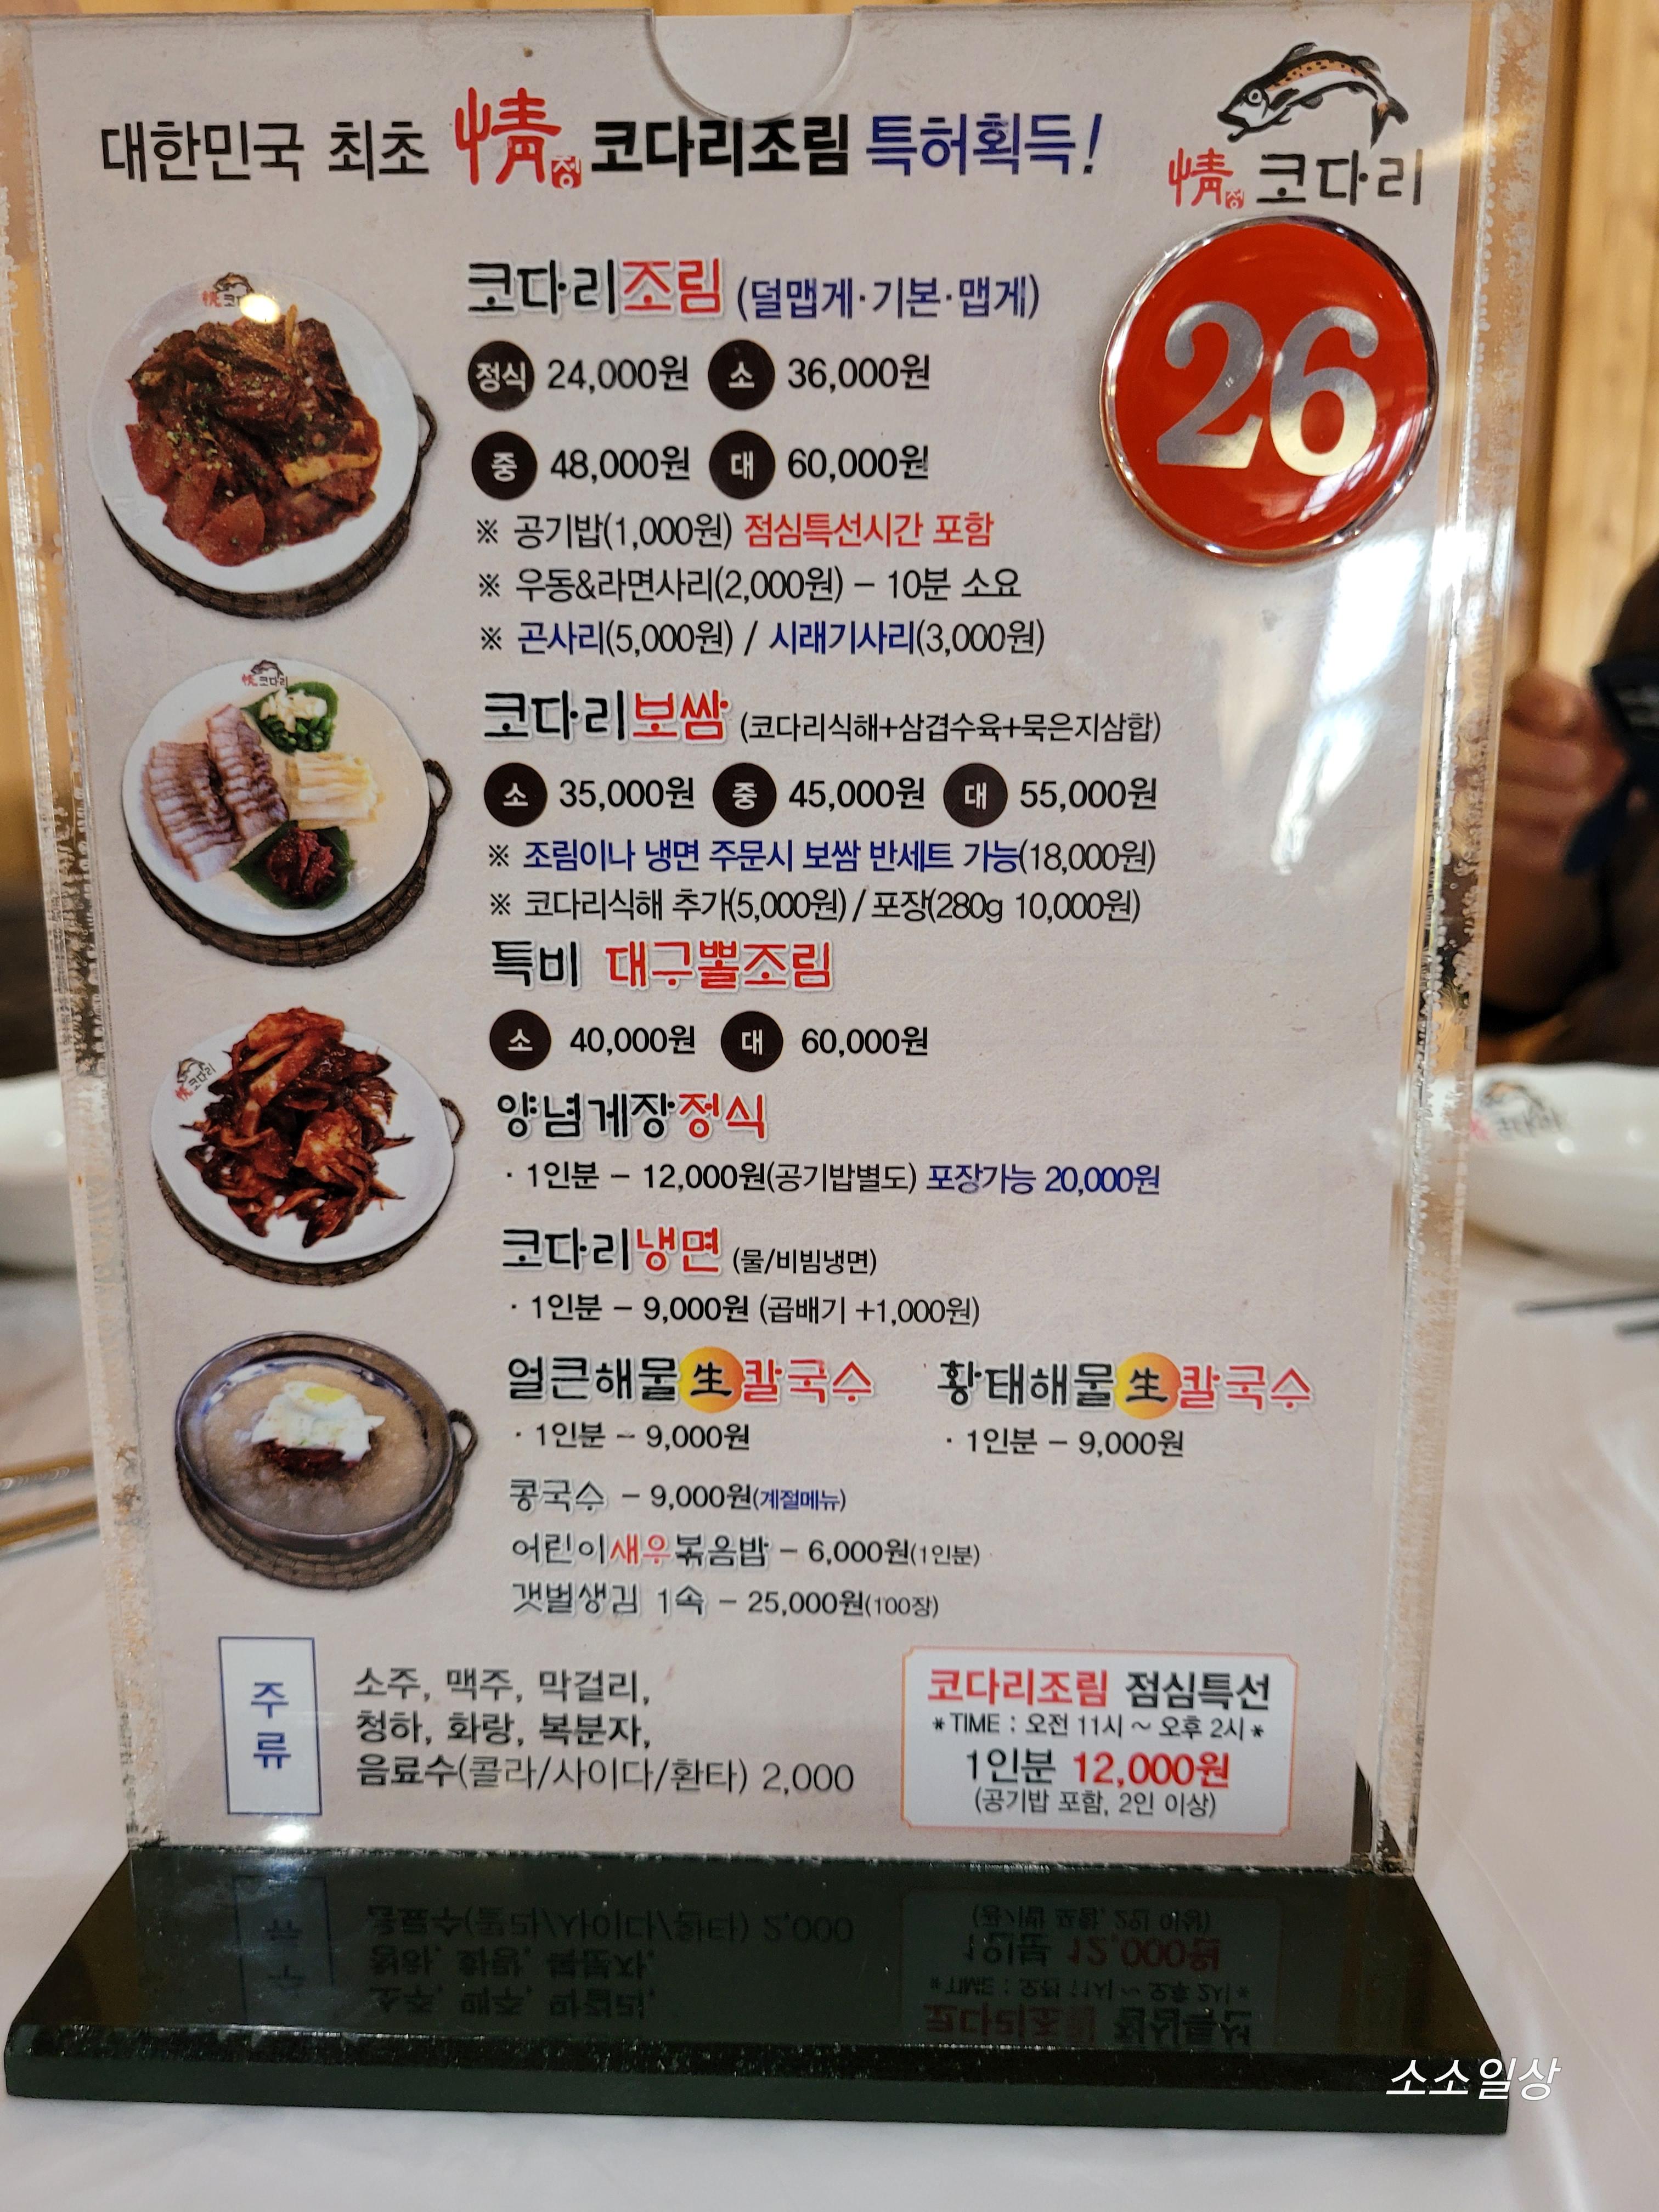 대한민국 최초 情정 코다리조림 특허획득!
情정 코다리
26
코다리조림 (덜맵게·기본·맵게)
정식 24,000원 소 36,000원
중 48,000원 대 60,000원
※ 공기밥(1,000원) 점심특선시간 포함
※ 우동&라면사리(2,000원) - 10분 소요
※ 곤사리(5,000원) / 시래기사리(3,000원)
코다리보쌈 (코다리식해+삼겹수육+묵은지삼합)
소 35,000원 중 45,000원 대 55,000원
※ 조림이나 냉면 주문시 보쌈 반세트 가능(18,000원)
※ 코다리식해 추가(5,000원) / 포장(280g 10,000원)
특비 대구뽈조림
소 40,000원 대 60,000원
양념게장정식
· 1인분 - 12,000원(공기밥별도) 포장가능 20,000원
코다리냉면 (물/비빔냉면)
· 1인분 - 9,000원 (곱배기 +1,000원)
얼큰해물生칼국수 황태해물生칼국수
· 1인분 - 9,000원 · 1인분 - 9,000원
콩국수 - 9,000원(계절메뉴)
어린이새우볶음밥 - 6,000원(1인분)
갯벌생김 1속 - 25,000원(100장)
주류
소주, 맥주, 막걸리,
청하, 화랑, 복분자,
음료수(콜라/사이다/환타) 2,000
코다리조림 점심특선
*TIME : 오전 11시 ~ 오후 2시*
1인분 12,000원
(공기밥 포함, 2인 이상)
소소일상